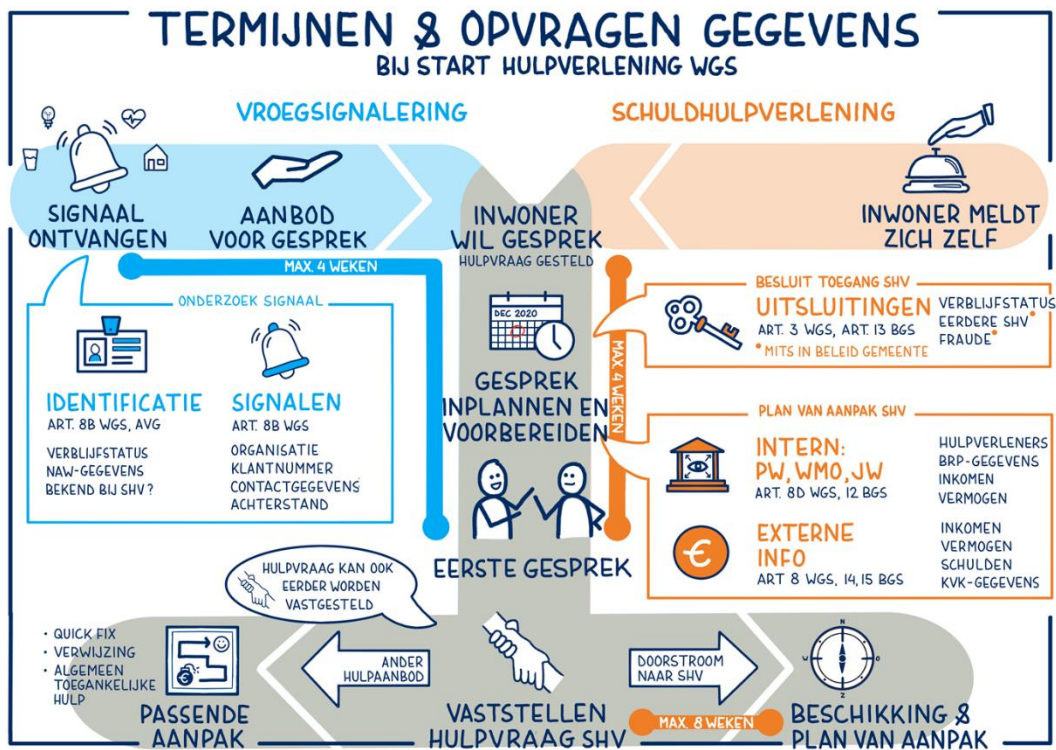 TERMIJNEN & OPVRAGEN GEGEVENS
BIJ START HULPVERLENING WGS
VROEGSIGNALERING
SCHULDHULPVERLENING
SIGNAAL
ONTVANGEN
AANBOD
VOOR GESPREK
INWONER
WIL GESPREK
HULPVRAAG GESTELD
INWONER MELDT
ZICH ZELF
MAX. 4 WEKEN
ONDERZOEK SIGNAAL
IDENTIFICATIE
ART. 8B WGS, AVG
VERBLIJFSTATUS
NAW-GEGEVENS
BEKEND BIJ SHV?
SIGNALEN
ART. 8B WGS
ORGANISATIE
KLANTNUMMER
CONTACTGEGEVENS
ACHTERSTAND
DEC 2020
GESPREK
INPLANNEN EN
VOORBEREIDEN
MAX. 4 WEKEN
EERSTE GESPREK
BESLUIT TOEGANG SHV
UITSLUITINGEN
ART. 3 WGS, ART. 13 BGS
* MITS IN BELEID GEMEENTE
VERBLIJFSTATUS
EERDERE SHV*
FRAUDE*
PLAN VAN AANPAK SHV
INTERN:
PW, WMO, JW
ART. 8D WGS, 12 BGS
HULPVERLENERS
BRP-GEGEVENS
INKOMEN
VERMOGEN
€
EXTERNE
INFO
ART 8 WGS, 14,15 BGS
INKOMEN
VERMOGEN
SCHULDEN
KVK-GEGEVENS
HULPVRAAG KAN OOK
EERDER WORDEN
VASTGESTELD
• QUICK FIX
• VERWIJZING
• ALGEMEEN
TOEGANKELIJKE
HULP
€
PASSENDE
AANPAK
ANDER
HULPAANBOD
VASTSTELLEN
HULPVRAAG SHV
DOORSTROOM
NAAR SHV
MAX. 8 WEKEN
N
W
O
Z
BESCHIKKING &
PLAN VAN AANPAK